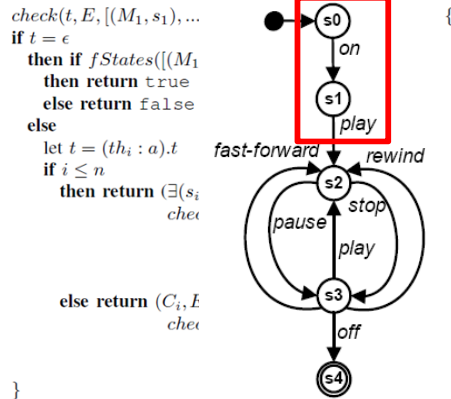 check(t, E, [(M₁, s₁), ...
if t = ϵ
then if fStates([(M₁
then return true
else return false
else
let t = (thᵢ : a).t
if i ≤ n
then return (∃(sᵢ
chec
else return (Cᵢ, E
chec
}
{
s0
on
s1
play
fast-forward
rewind
s2
stop
pause
play
s3
off
s4